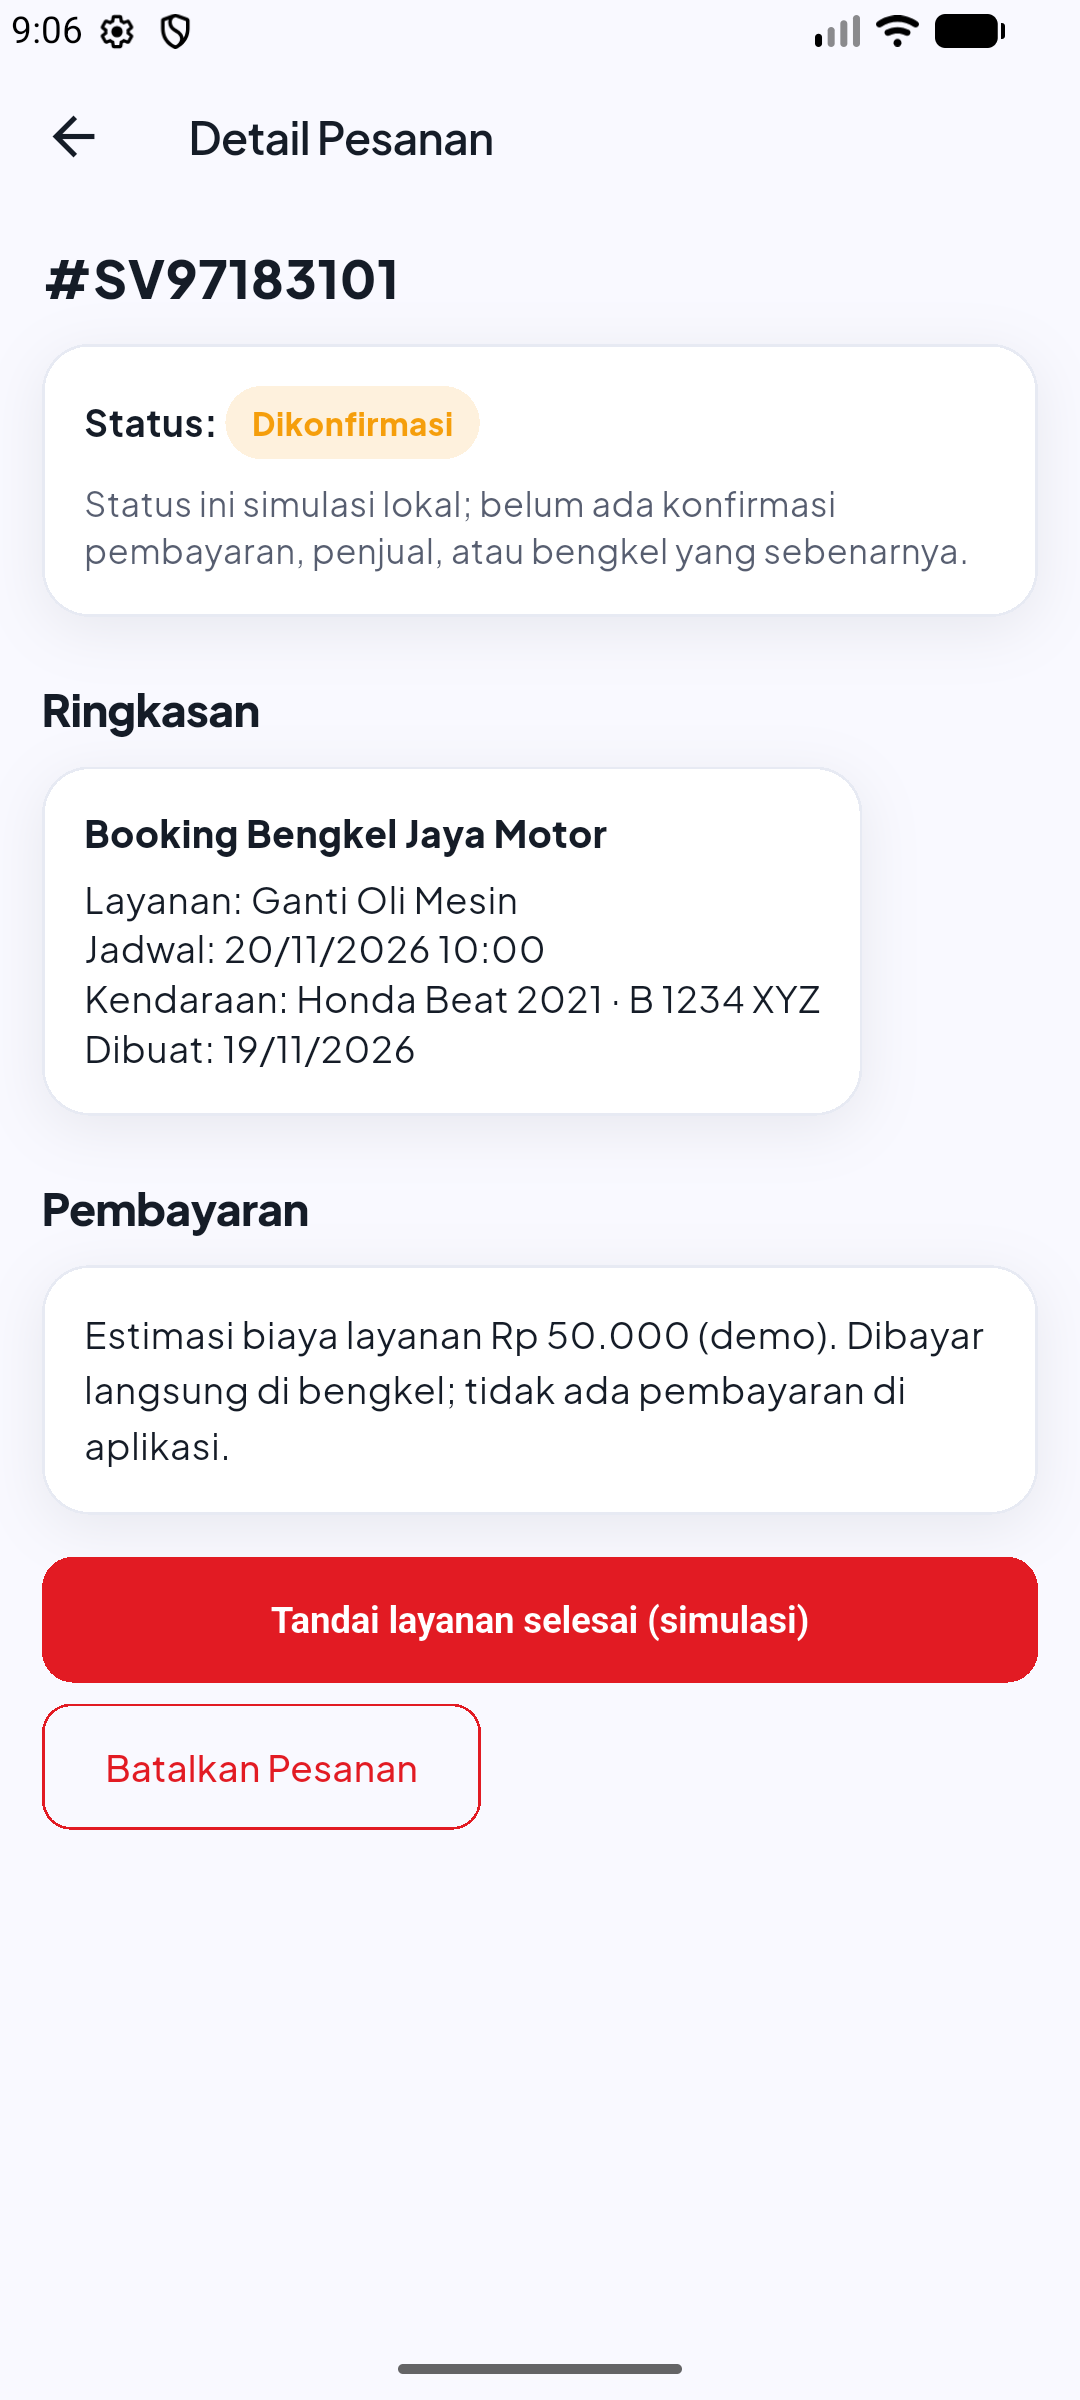 9:06
Detail Pesanan
#SV97183101
Status: Dikonfirmasi
Status ini simulasi lokal; belum ada konfirmasi
pembayaran, penjual, atau bengkel yang sebenarnya.
Ringkasan
Booking Bengkel Jaya Motor
Layanan: Ganti Oli Mesin
Jadwal: 20/11/2026 10:00
Kendaraan: Honda Beat 2021 · B 1234 XYZ
Dibuat: 19/11/2026
Pembayaran
Estimasi biaya layanan Rp 50.000 (demo). Dibayar
langsung di bengkel; tidak ada pembayaran di
aplikasi.
Tandai layanan selesai (simulasi)
Batalkan Pesanan